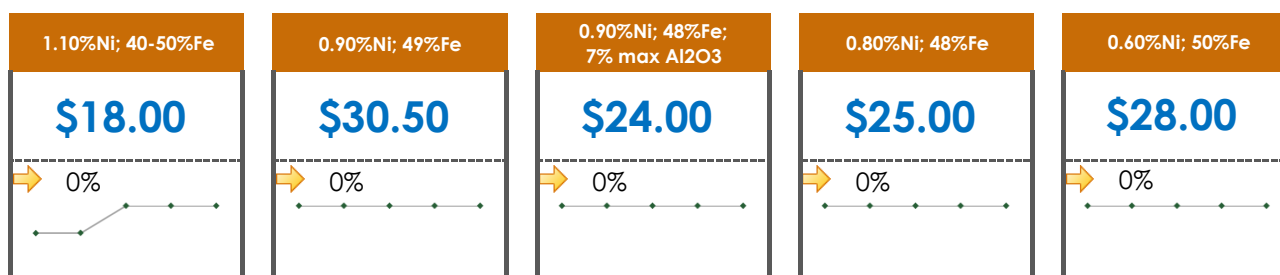 1.10%Ni; 40-50%Fe
$18.00
0%
0.90%Ni; 49%Fe
$30.50
0%
0.90%Ni; 48%Fe;
7% max Al2O3
$24.00
0%
0.80%Ni; 48%Fe
$25.00
0%
0.60%Ni; 50%Fe
$28.00
0%